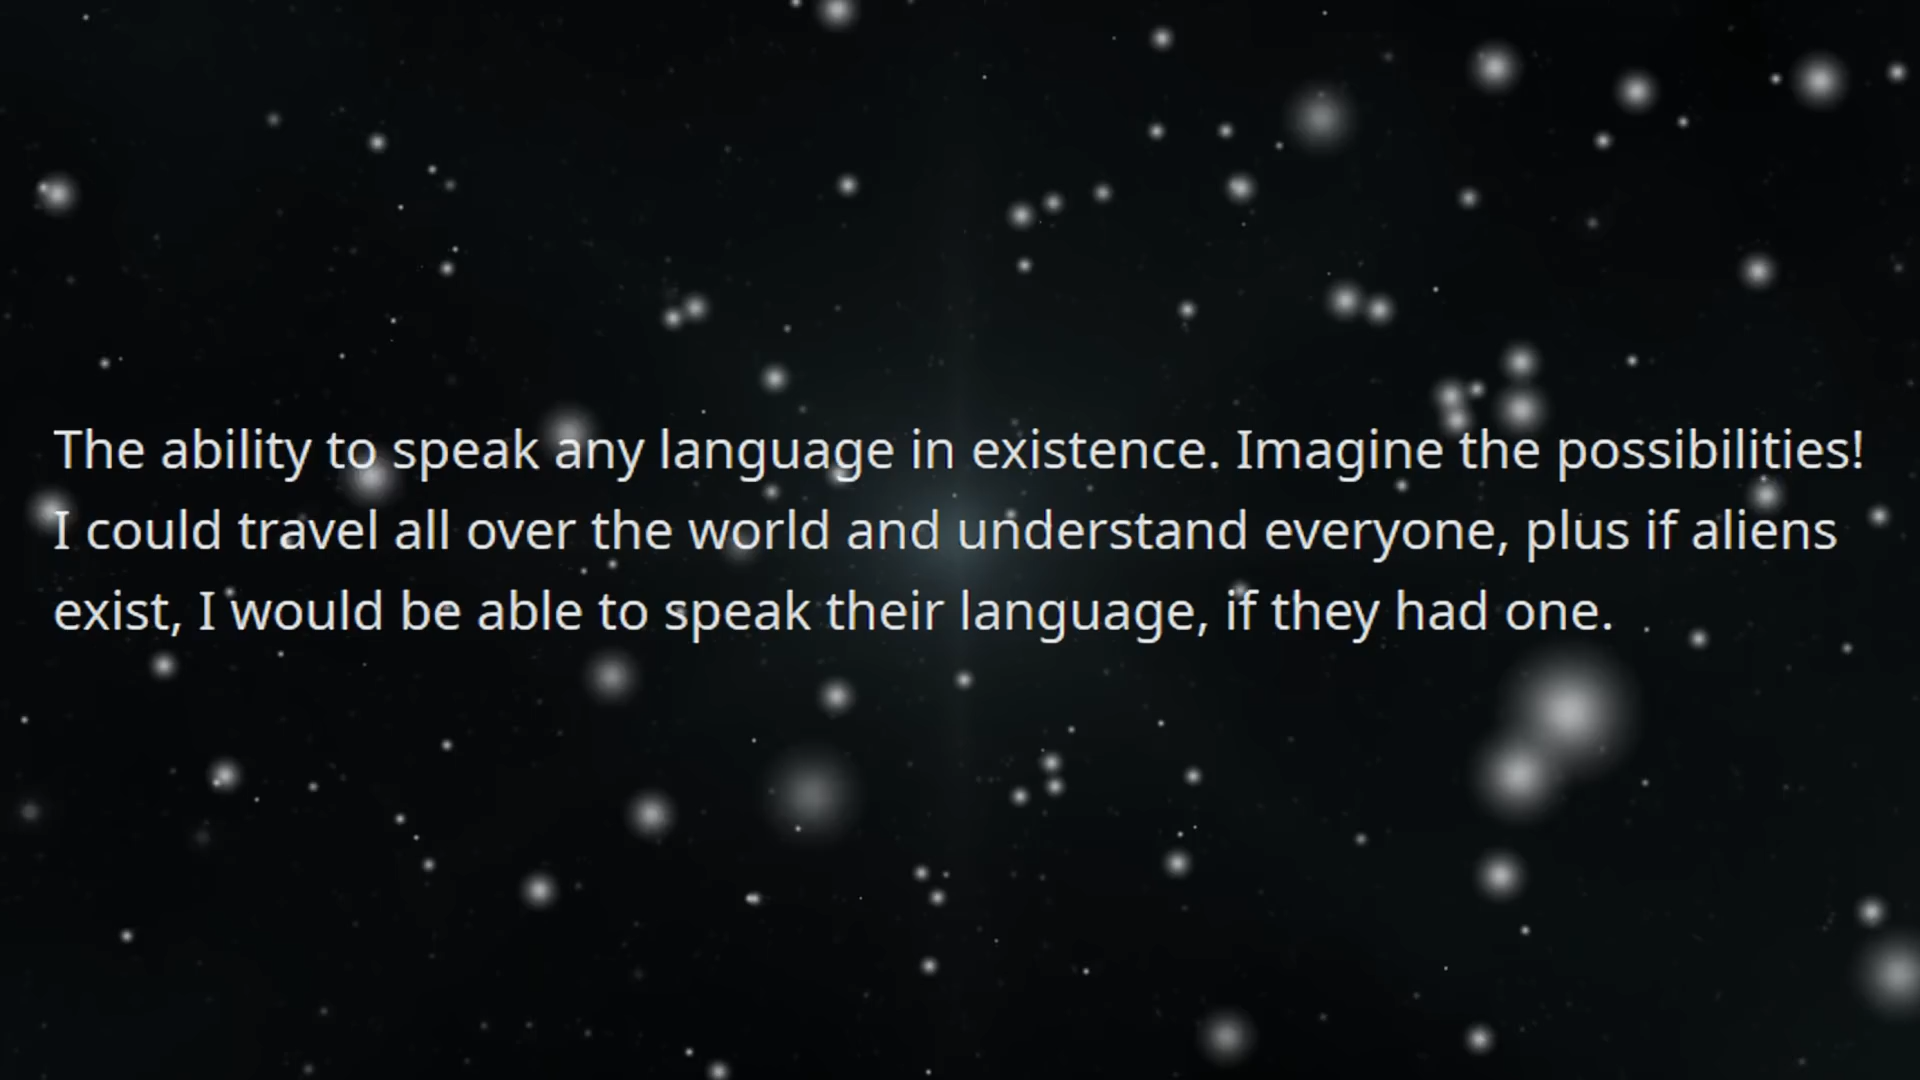 The ability to speak any language in existence. Imagine the possibilities!
I could travel all over the world and understand everyone, plus if aliens
exist, I would be able to speak their language, if they had one.